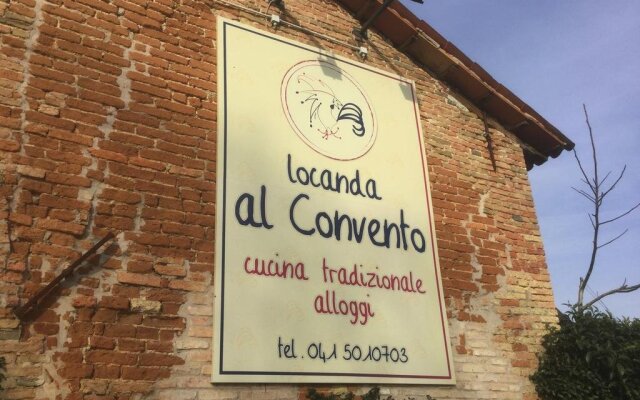 locanda
al Convento
cucina tradizionale
alloggi
tel. 041 5010703